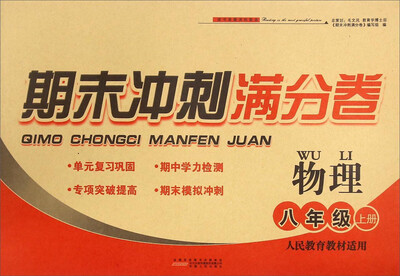 期末冲刺满分卷
QIMO CHONGCI MANFEN JUAN
·单元复习巩固 ·期中学力检测
·专项突破提高 ·期末模拟冲刺
WU LI
物理
八年级 上册
人民教育教材适用